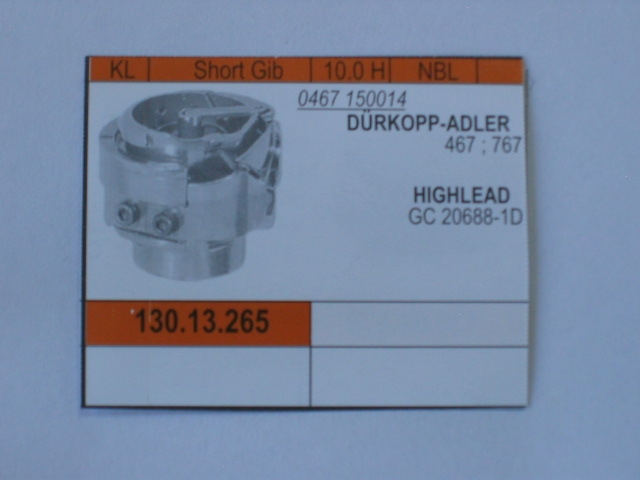 KL Short Gib 10.0 H NBL
0467 150014
DÜRKOPP-ADLER
467 ; 767
HIGHLEAD
GC 20688-1D
130.13.265